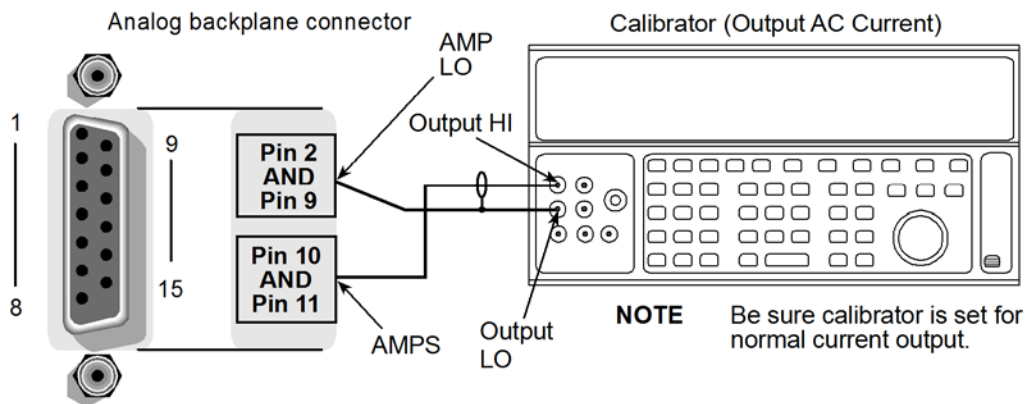 Analog backplane connector
Calibrator (Output AC Current)
AMP
LO
Output HI
1
8
9
15
Pin 2
AND
Pin 9
Pin 10
AND
Pin 11
AMPS
Output
LO
NOTE Be sure calibrator is set for
normal current output.